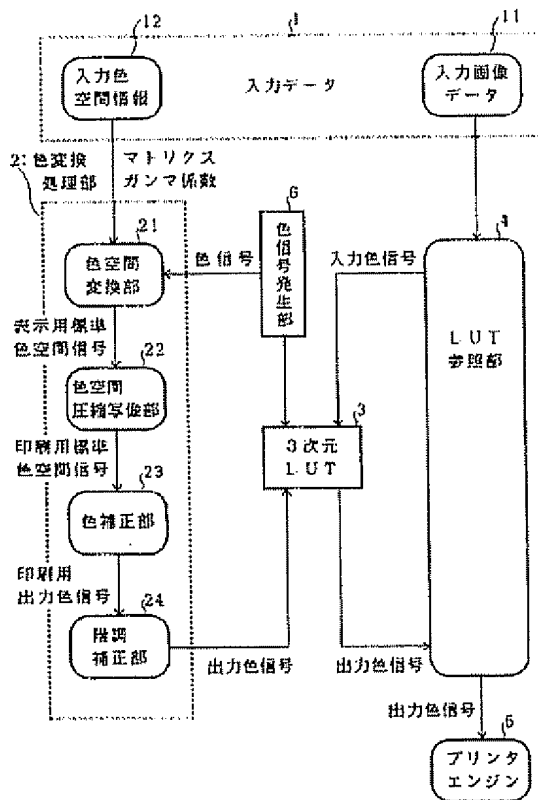 12
1
11
入力色
空間情報
入力データ
入力画像
データ
2:色変換
処理部
マトリクス
ガンマ係数
21
色空間
変換部
色信号
6
色信号発生部
入力色信号
4
LUT
参照部
表示用標準
色空間信号
22
色空間
圧縮写像部
3
3次元
LUT
印刷用標準
色空間信号
23
色補正部
印刷用
出力色信号
24
階調
補正部
出力色信号
出力色信号
出力色信号
5
プリンタ
エンジン